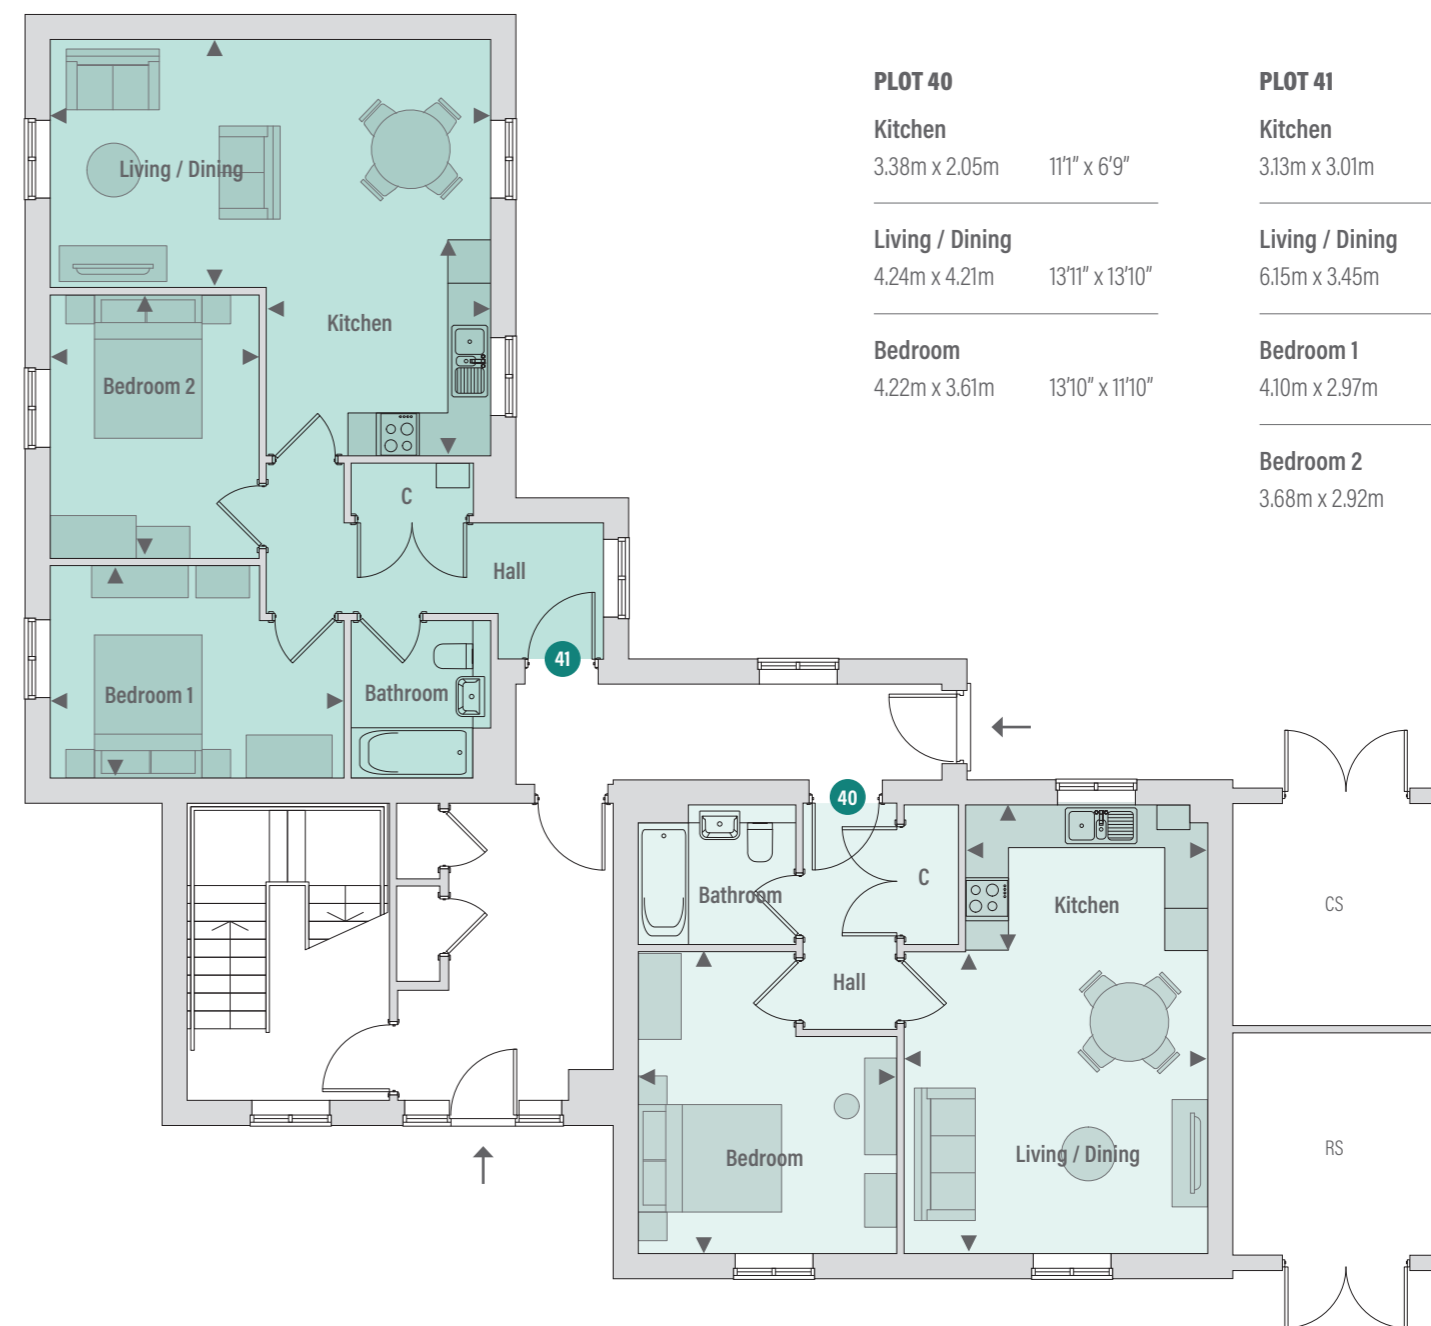 PLOT 40
Kitchen
3.38m x 2.05m 11'1" x 6'9"
Living / Dining
4.24m x 4.21m 13'11" x 13'10"
Bedroom
4.22m x 3.61m 13'10" x 11'10"
PLOT 41
Kitchen
3.13m x 3.01m
Living / Dining
6.15m x 3.45m
Bedroom 1
4.10m x 2.97m
Bedroom 2
3.68m x 2.92m
Living / Dining
Kitchen
Bedroom 2
C
Hall
41
Bedroom 1
Bathroom
40
Bathroom
C
Kitchen
Hall
Bedroom
Living / Dining
CS
RS